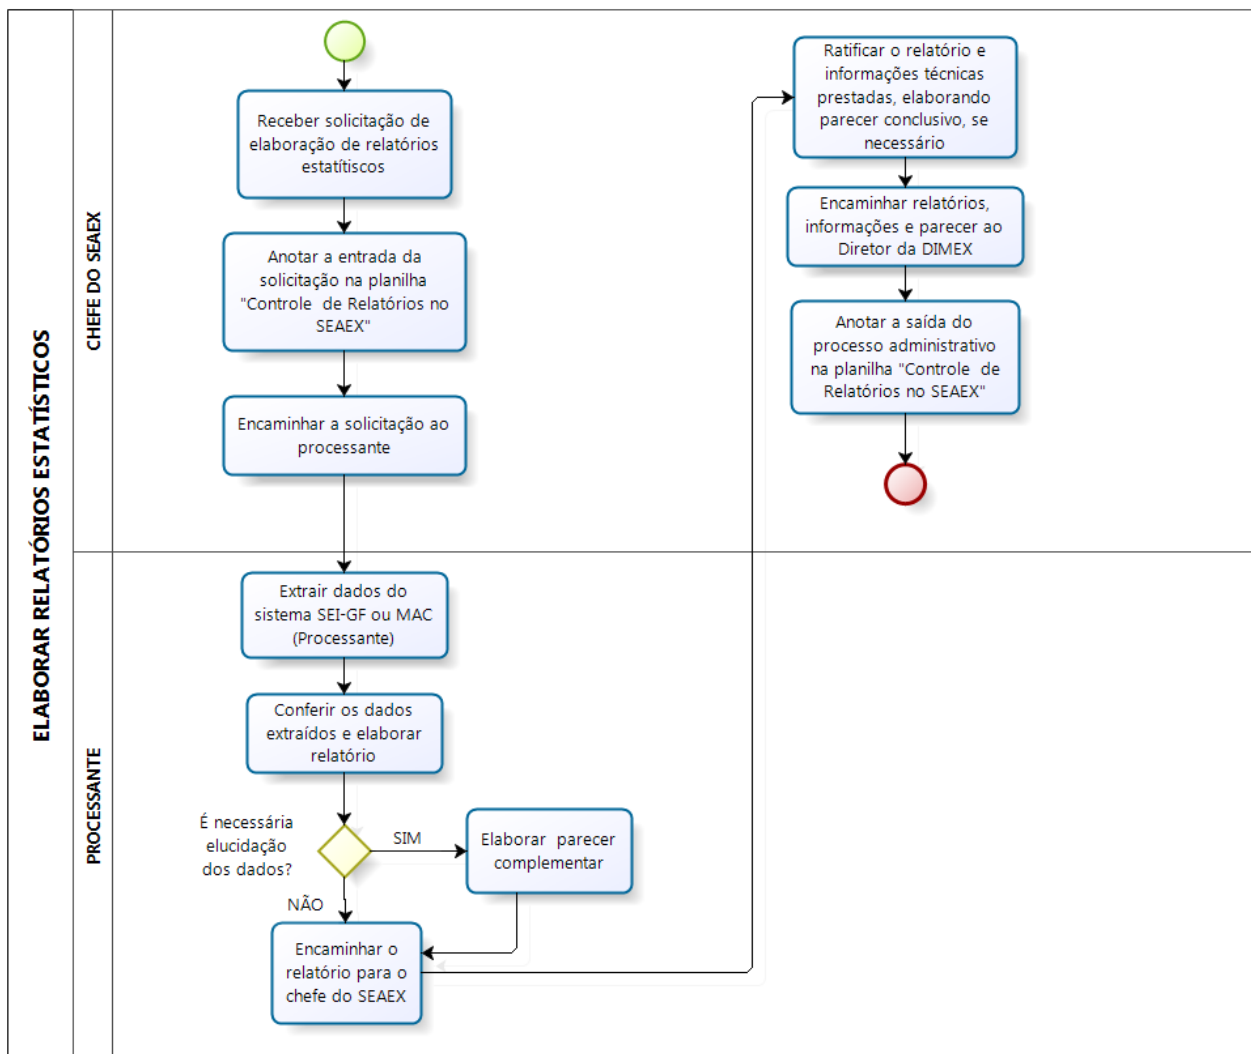 ELABORAR RELATÓRIOS ESTATÍSTICOS
CHEFE DO SEAEX
Receber solicitação de
elaboração de relatórios
estatítiscos
Anotar a entrada da
solicitação na planilha
"Controle  de Relatórios no
SEAEX"
Encaminhar a solicitação ao
processante
Ratificar o relatório e
informações técnicas
prestadas, elaborando
parecer conclusivo, se
necessário
Encaminhar relatórios,
informações e parecer ao
Diretor da DIMEX
Anotar a saída do
processo administrativo
na planilha "Controle  de
Relatórios no SEAEX"
PROCESSANTE
Extrair dados do
sistema SEI-GF ou MAC
(Processante)
Conferir os dados
extraídos e elaborar
relatório
É necessária
elucidação
dos dados?
SIM
Elaborar  parecer
complementar
NÃO
Encaminhar o
relatório para o
chefe do SEAEX